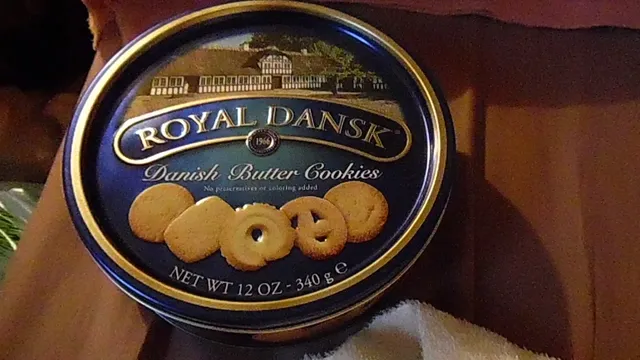 ROYAL DANSK®
1966
Danish Butter Cookies
No preservatives or coloring added
NET WT 12 OZ - 340 g ℮